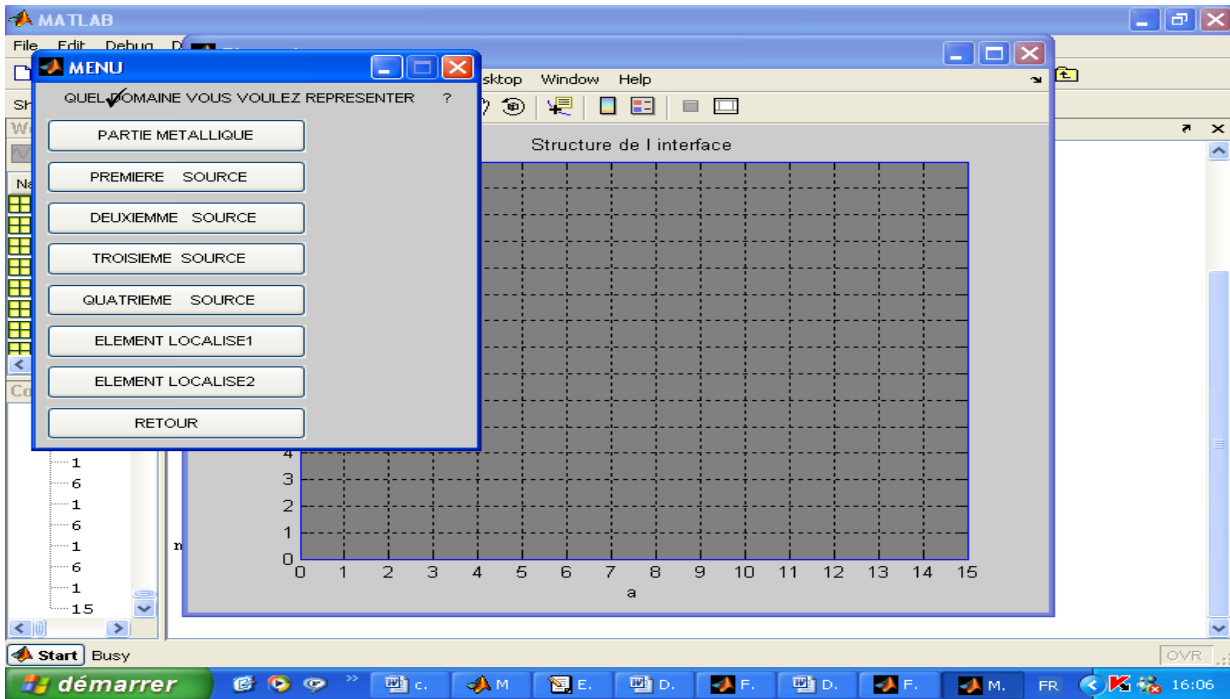 MATLAB
File Edit Debug D
MENU
sktop Window Help
QUEL DOMAINE VOUS VOULEZ REPRESENTER ?
Sh
PARTIE METALLIQUE
Structure de l interface
PREMIERE SOURCE
Na
DEUXIEMME SOURCE
TROISIEME SOURCE
QUATRIEME SOURCE
ELEMENT LOCALISE1
ELEMENT LOCALISE2
Co
RETOUR
4
3
2
1
0
0 1 2 3 4 5 6 7 8 9 10 11 12 13 14 15
a
1
6
1
6
1
n
6
1
15
Start Busy
OVR
démarrer
c. M E. D. F. D. F. M.
FR
16:06